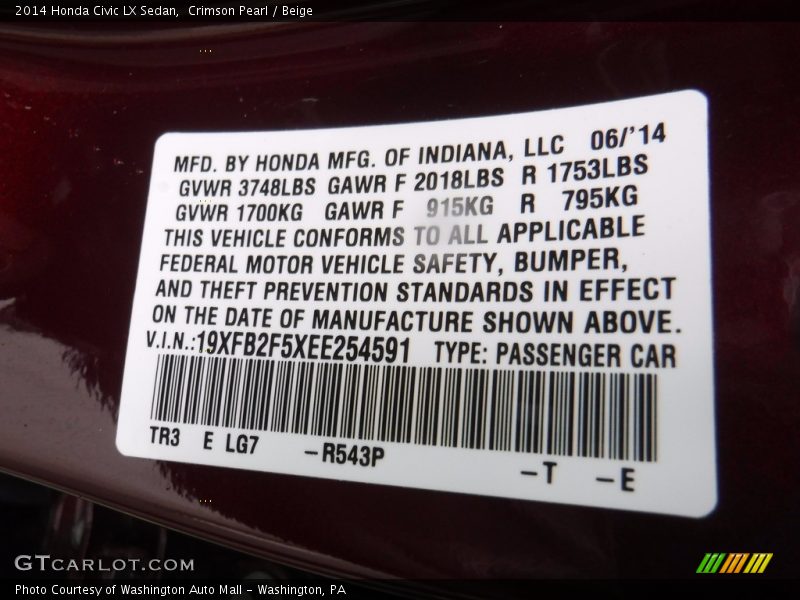 2014 Honda Civic LX Sedan,  Crimson Pearl / Beige
MFD. BY HONDA MFG. OF INDIANA, LLC 06/'14
GVWR 3748LBS GAWR F 2018LBS R 1753LBS
GVWR 1700KG GAWR F 915KG R 795KG
THIS VEHICLE CONFORMS TO ALL APPLICABLE
FEDERAL MOTOR VEHICLE SAFETY, BUMPER,
AND THEFT PREVENTION STANDARDS IN EFFECT
ON THE DATE OF MANUFACTURE SHOWN ABOVE.
V.I.N.:19XFB2F5XEE254591 TYPE: PASSENGER CAR
TR3 E LG7 -R543P -T -E
GTCARLOT.COM
Photo Courtesy of Washington Auto Mall - Washington, PA